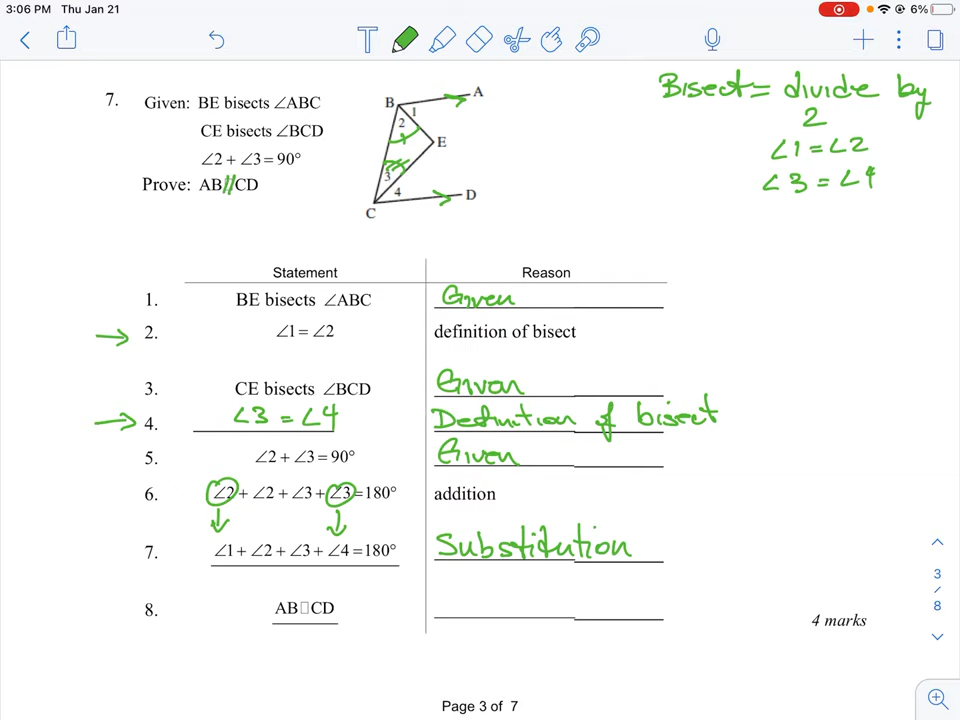 3:06 PM Thu Jan 21
6%
T
7. Given: BE bisects ∠ABC
CE bisects ∠BCD
∠2 + ∠3 = 90°
Prove: AB//CD
B
A
1
2
E
3
4
D
C
Bisect = divide by
2
∠1 = ∠2
∠3 = ∠4
Statement Reason
1. BE bisects ∠ABC Given
2. ∠1 = ∠2 definition of bisect
3. CE bisects ∠BCD Given
4. ∠3 = ∠4 Definition of bisect
5. ∠2 + ∠3 = 90° Given
6. ∠2 + ∠2 + ∠3 + ∠3 = 180° addition
7. ∠1 + ∠2 + ∠3 + ∠4 = 180° Substitution
8. AB□CD
4 marks
3
/
8
Page 3 of 7